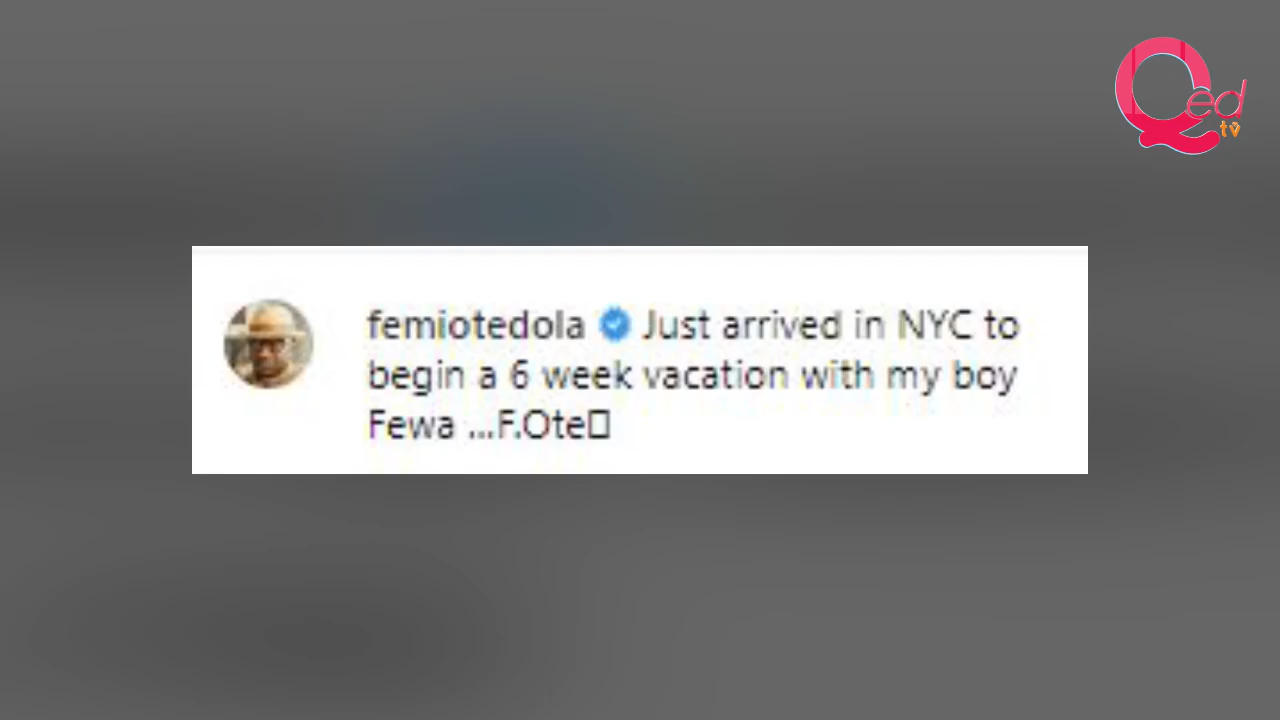 Qed
tv
femiotedola Just arrived in NYC to
begin a 6 week vacation with my boy
Fewa ...F.Ote▯